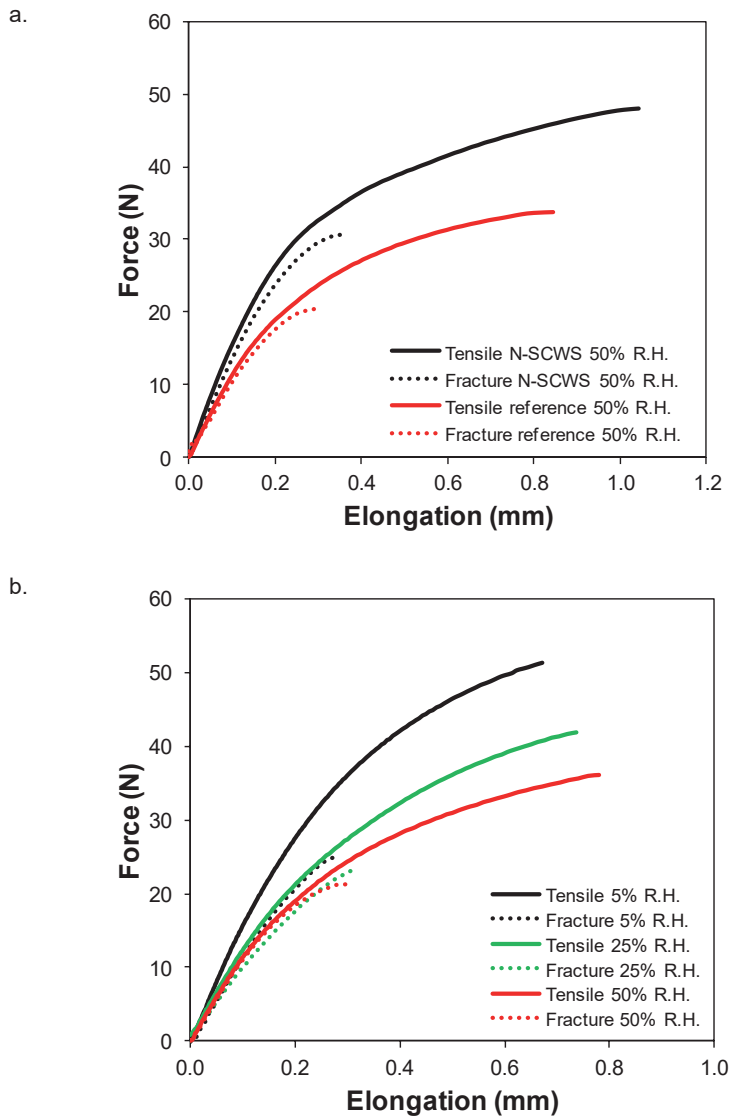 a.
60
50
40
30
20
10
0
Force (N)
Tensile N-SCWS 50% R.H.
Fracture N-SCWS 50% R.H.
Tensile reference 50% R.H.
Fracture reference 50% R.H.
0.0 0.2 0.4 0.6 0.8 1.0 1.2
Elongation (mm)
b.
60
50
40
30
20
10
0
Force (N)
Tensile 5% R.H.
Fracture 5% R.H.
Tensile 25% R.H.
Fracture 25% R.H.
Tensile 50% R.H.
Fracture 50% R.H.
0.0 0.2 0.4 0.6 0.8 1.0
Elongation (mm)